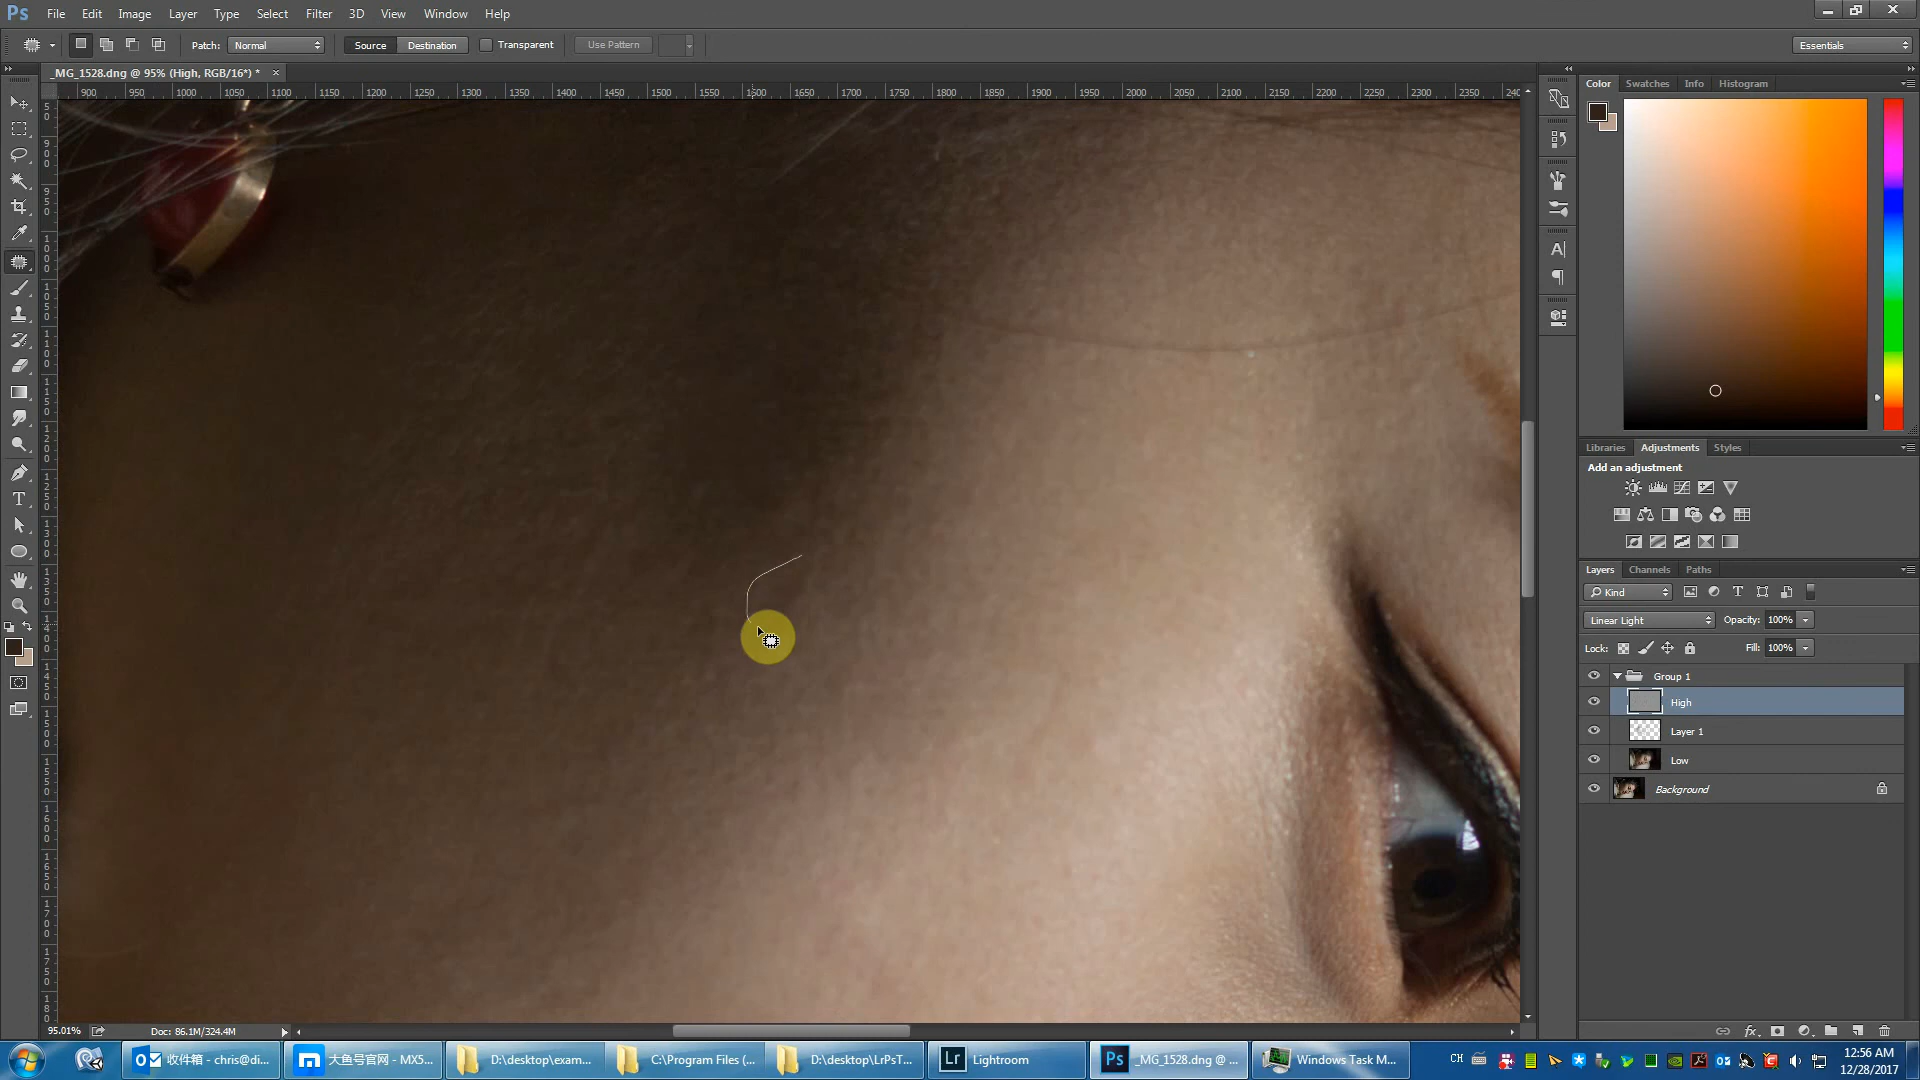 Ps File Edit Image Layer Type Select Filter 3D View Window Help
Patch: Normal Source Destination Transparent Use Pattern Essentials
_MG_1528.dng @ 95% (High, RGB/16*) * ×
900 950 1000 1050 1100 1150 1200 1250 1300 1350 1400 1450 1500 1550 1600 1650 1700 1750 1800 1850 1900 1950 2000 2050 2100 2150 2200 2250 2300 2350 2400
Color Swatches Info Histogram
Libraries Adjustments Styles
Add an adjustment
Layers Channels Paths
Kind
Linear Light Opacity: 100%
Lock: Fill: 100%
Group 1
High
Layer 1
Low
Background
95.01% Doc: 86.1M/324.4M
收件箱 - chris@di... 大鱼号官网 - MX5... D:\desktop\exam... C:\Program Files (... D:\desktop\LrPsT... Lr Lightroom Ps _MG_1528.dng @ ... Windows Task M... CH 12:56 AM
12/28/2017